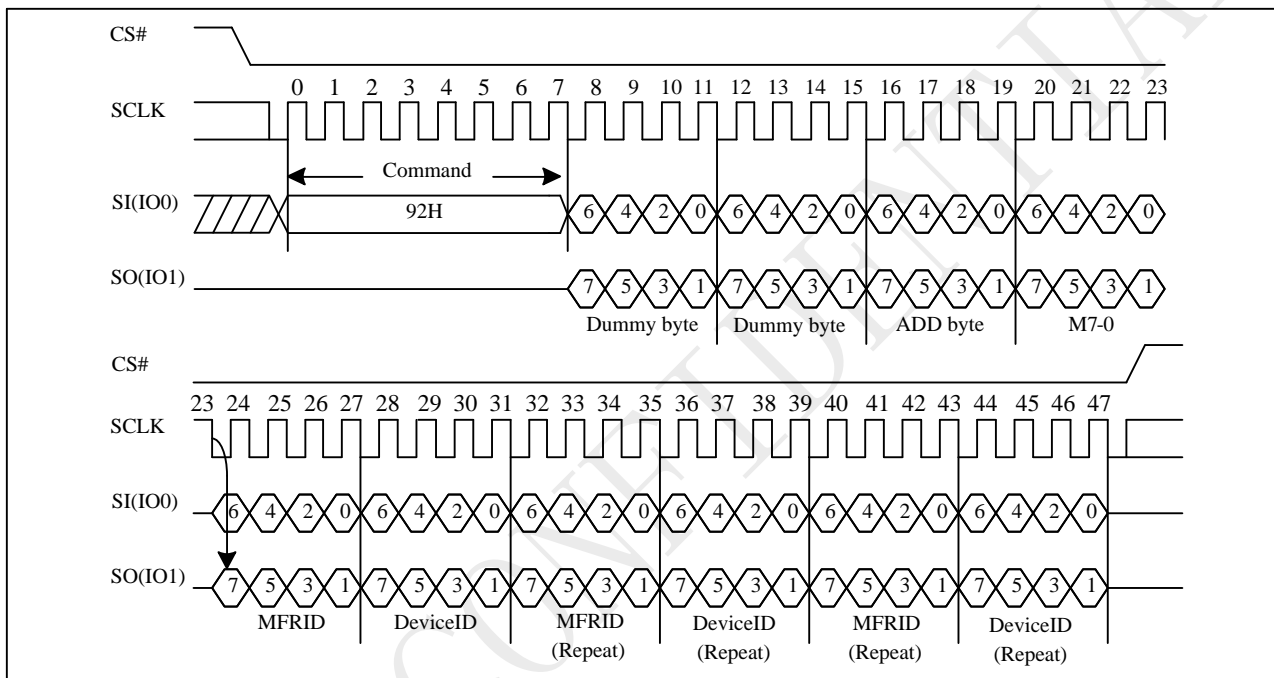 CS#
0 1 2 3 4 5 6 7 8 9 10 11 12 13 14 15 16 17 18 19 20 21 22 23
SCLK
Command
SI(IO0)
92H
6 4 2 0 6 4 2 0 6 4 2 0 6 4 2 0
SO(IO1)
7 5 3 1 7 5 3 1 7 5 3 1 7 5 3 1
Dummy byte Dummy byte ADD byte M7-0
CS#
23 24 25 26 27 28 29 30 31 32 33 34 35 36 37 38 39 40 41 42 43 44 45 46 47
SCLK
SI(IO0)
6 4 2 0 6 4 2 0 6 4 2 0 6 4 2 0 6 4 2 0 6 4 2 0
SO(IO1)
7 5 3 1 7 5 3 1 7 5 3 1 7 5 3 1 7 5 3 1 7 5 3 1
MFRID DeviceID MFRID DeviceID MFRID DeviceID
(Repeat) (Repeat) (Repeat) (Repeat)
CONFIDENTIA